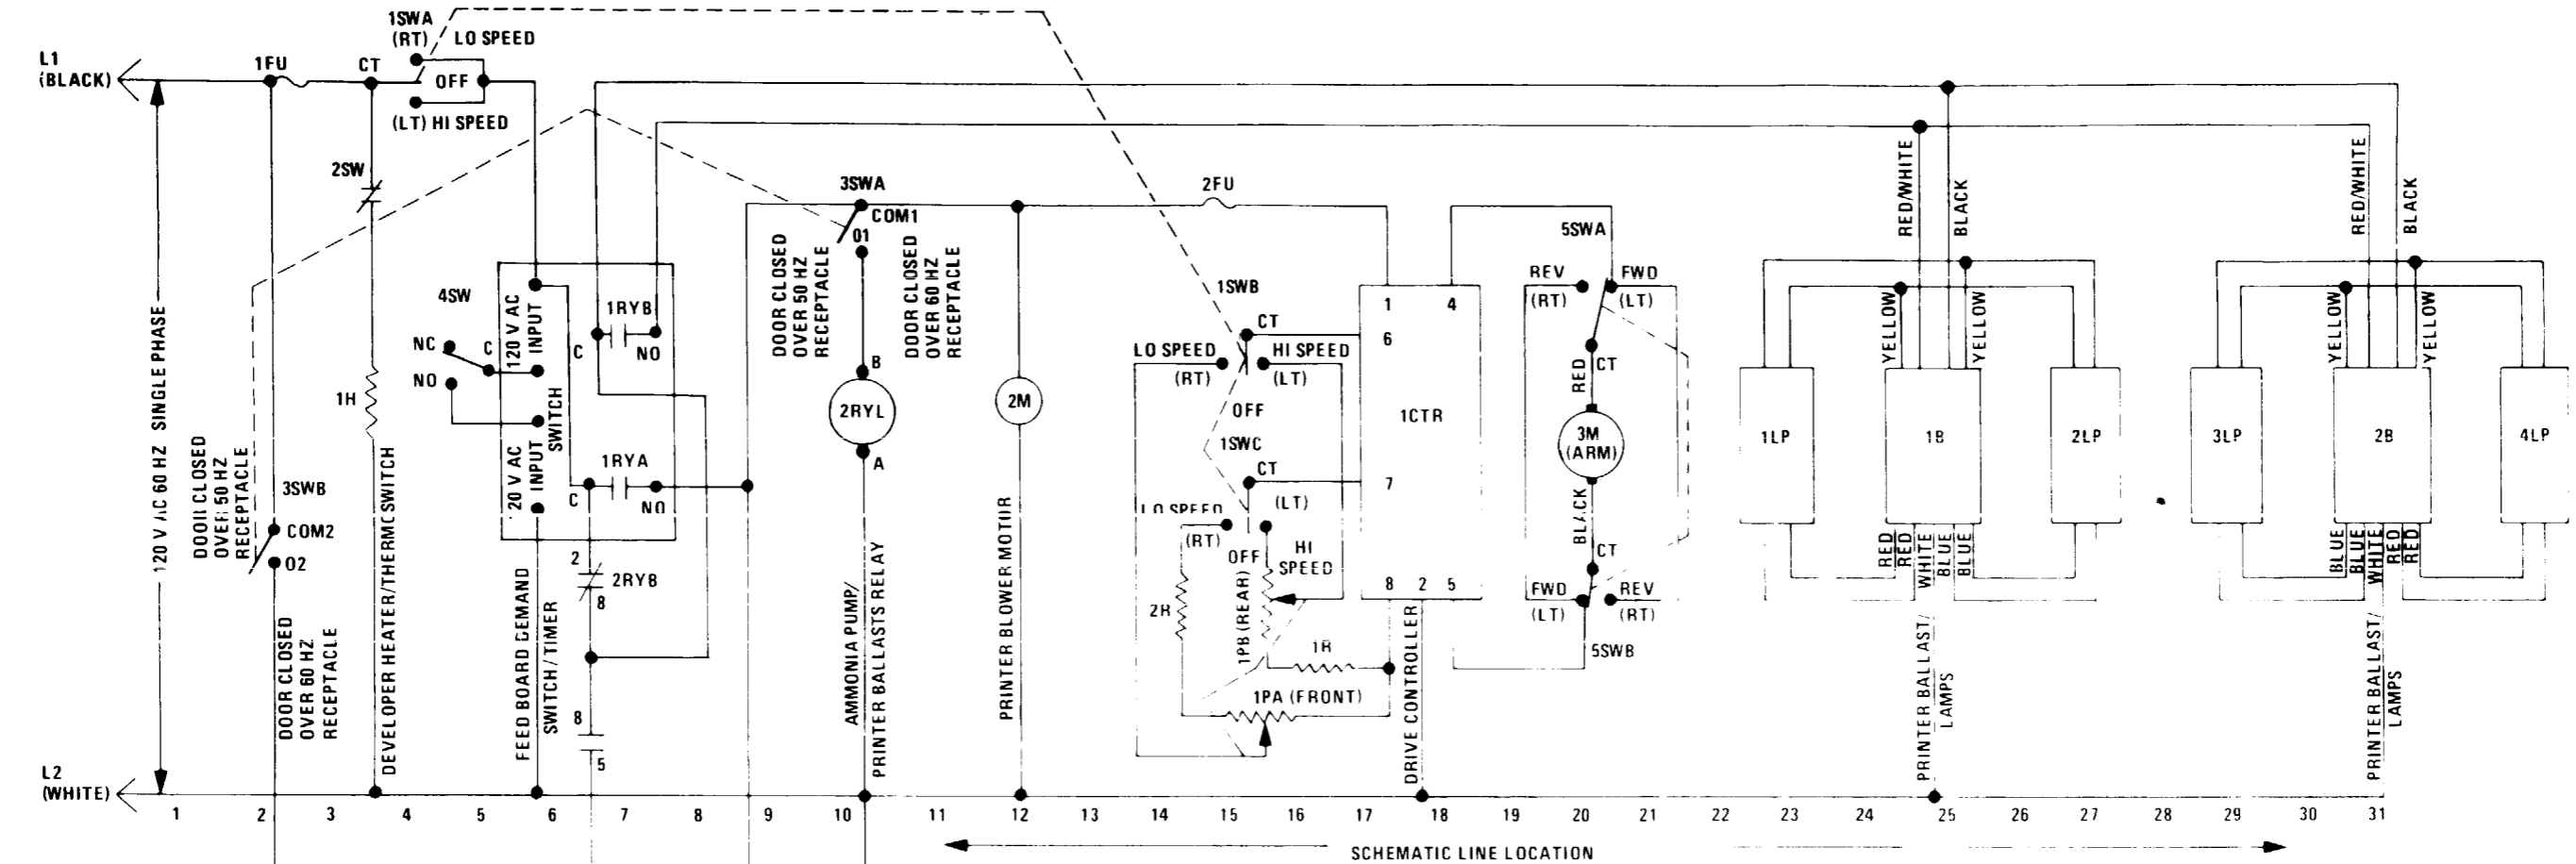 1SWA
(RT) LO SPEED
L1
(BLACK)
1FU
CT
OFF
(LT) HI SPEED
2SW
3SWA
COM1
01
2FU
5SWA
RED/WHITE
BLACK
RED/WHITE
BLACK
120 V AC 60 HZ SINGLE PHASE
DOOR CLOSED
OVER 50 HZ
RECEPTACLE
DOOR CLOSED
OVER 60 HZ
RECEPTACLE
REV
(RT)
FWD
(LT)
1SWB
1
4
4SW
120 V AC
INPUT
1RYB
C
NO
NC
C
NO
SWITCH
B
CT
6
LO SPEED
(RT)
HI SPEED
(LT)
CT
RED
YELLOW
YELLOW
YELLOW
YELLOW
1H
2RYL
2M
OFF
1CTR
3M
(ARM)
1LP
1B
2LP
3LP
2B
4LP
DOOR CLOSED
OVER 50 HZ
RECEPTACLE
3SWB
COM2
02
20 V AC
INPUT
1RYA
C
NO
A
1SWC
CT
(LT)
7
LO SPEED
(RT)
OFF
HI
SPEED
BLACK
CT
RED
RED
WHITE
BLUE
BLUE
BLUE
BLUE
WHITE
RED
RED
2
2RYB
8
8
5
2R
1PB (REAR)
1R
1PA (FRONT)
8
2
5
FWD
(LT)
REV
(RT)
5SWB
DOOR CLOSED
OVER 60 HZ
RECEPTACLE
DEVELOPER HEATER/THERMOSWITCH
FEED BOARD DEMAND
SWITCH/TIMER
AMMONIA PUMP/
PRINTER BALLASTS RELAY
PRINTER BLOWER MOTOR
DRIVE CONTROLLER
PRINTER BALLAST/
LAMPS
PRINTER BALLAST/
LAMPS
L2
(WHITE)
1 2 3 4 5 6 7 8 9 10 11 12 13 14 15 16 17 18 19 20 21 22 23 24 25 26 27 28 29 30 31
SCHEMATIC LINE LOCATION